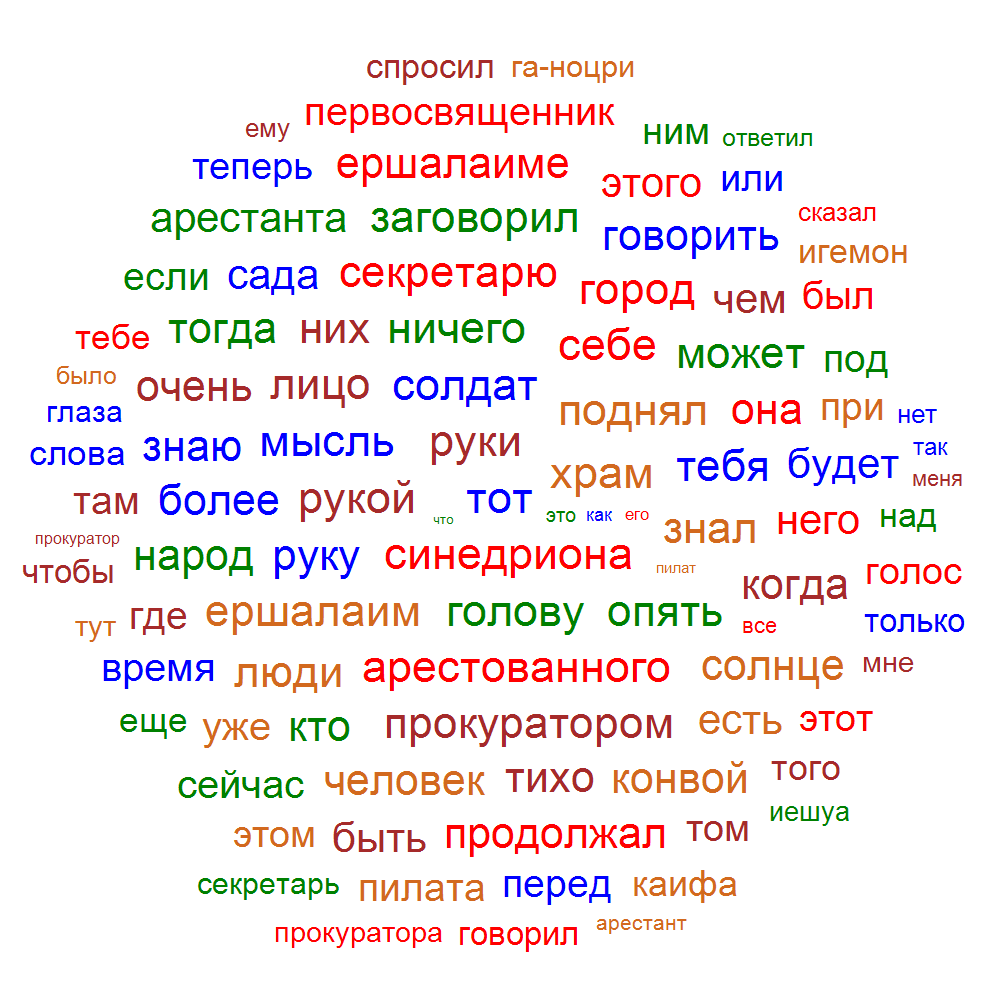 спросил га-ноцри
первосвященник
ему ним ответил
теперь ершалаиме этого или
арестанта заговорил сказал
говорить игемон
если сада секретарю город чем был
тебе тогда них ничего себе может под
было очень лицо солдат
глаза поднял она при нет
слова знаю мысль руки храм тебя будет так
меня
там более рукой тот что это как его знал него над
прокуратор
чтобы народ руку синедриона пилат когда голос
тут где ершалаим голову опять все только
время люди арестованного солнце мне
еще уже кто прокуратором есть этот
сейчас человек тихо конвой того
этом быть продолжал том иешуа
секретарь пилата перед каифа
прокуратора говорил арестант